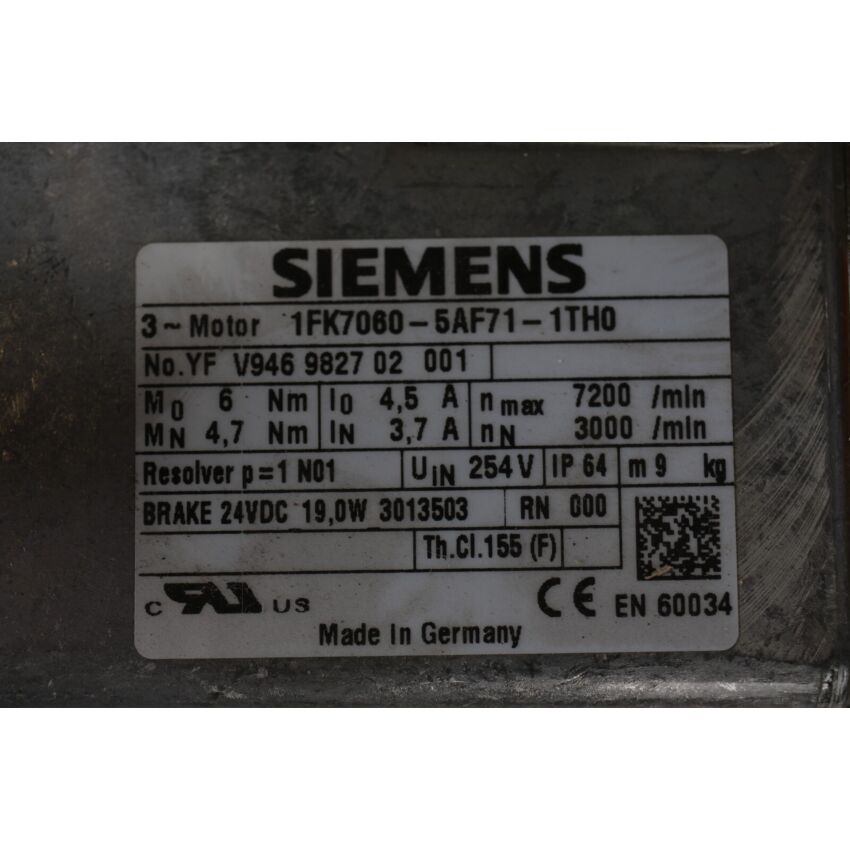 SIEMENS
3 ~ Motor 1FK7060-5AF71-1TH0
No.YF V946 9827 02 001
M0 6 Nm I0 4,5 A n max 7200 /min
MN 4,7 Nm IN 3,7 A nN 3000 /min
Resolver p=1 N01 UIN 254 V IP 64 m 9 kg
BRAKE 24VDC 19,0W 3013503 RN 000
Th.Cl.155 (F)
C RU US CE EN 60034
Made In Germany